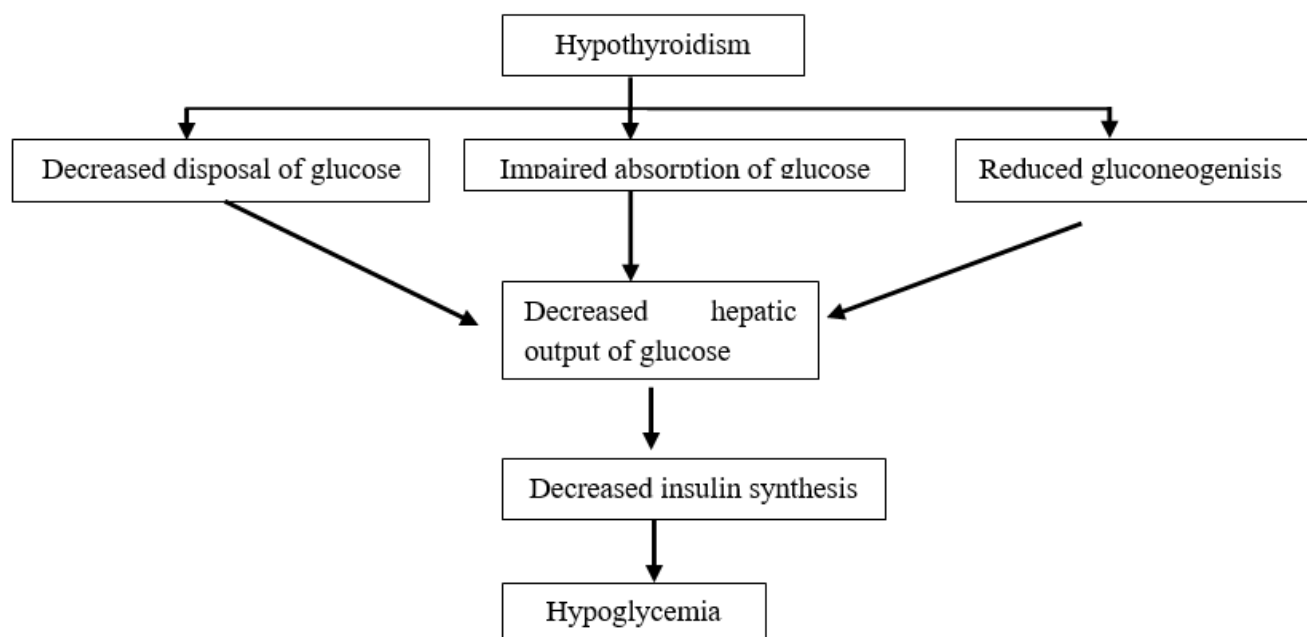 Hypothyroidism
Decreased disposal of glucose
Impaired absorption of glucose
Reduced gluconeogenisis
Decreased hepatic
output of glucose
Decreased insulin synthesis
Hypoglycemia